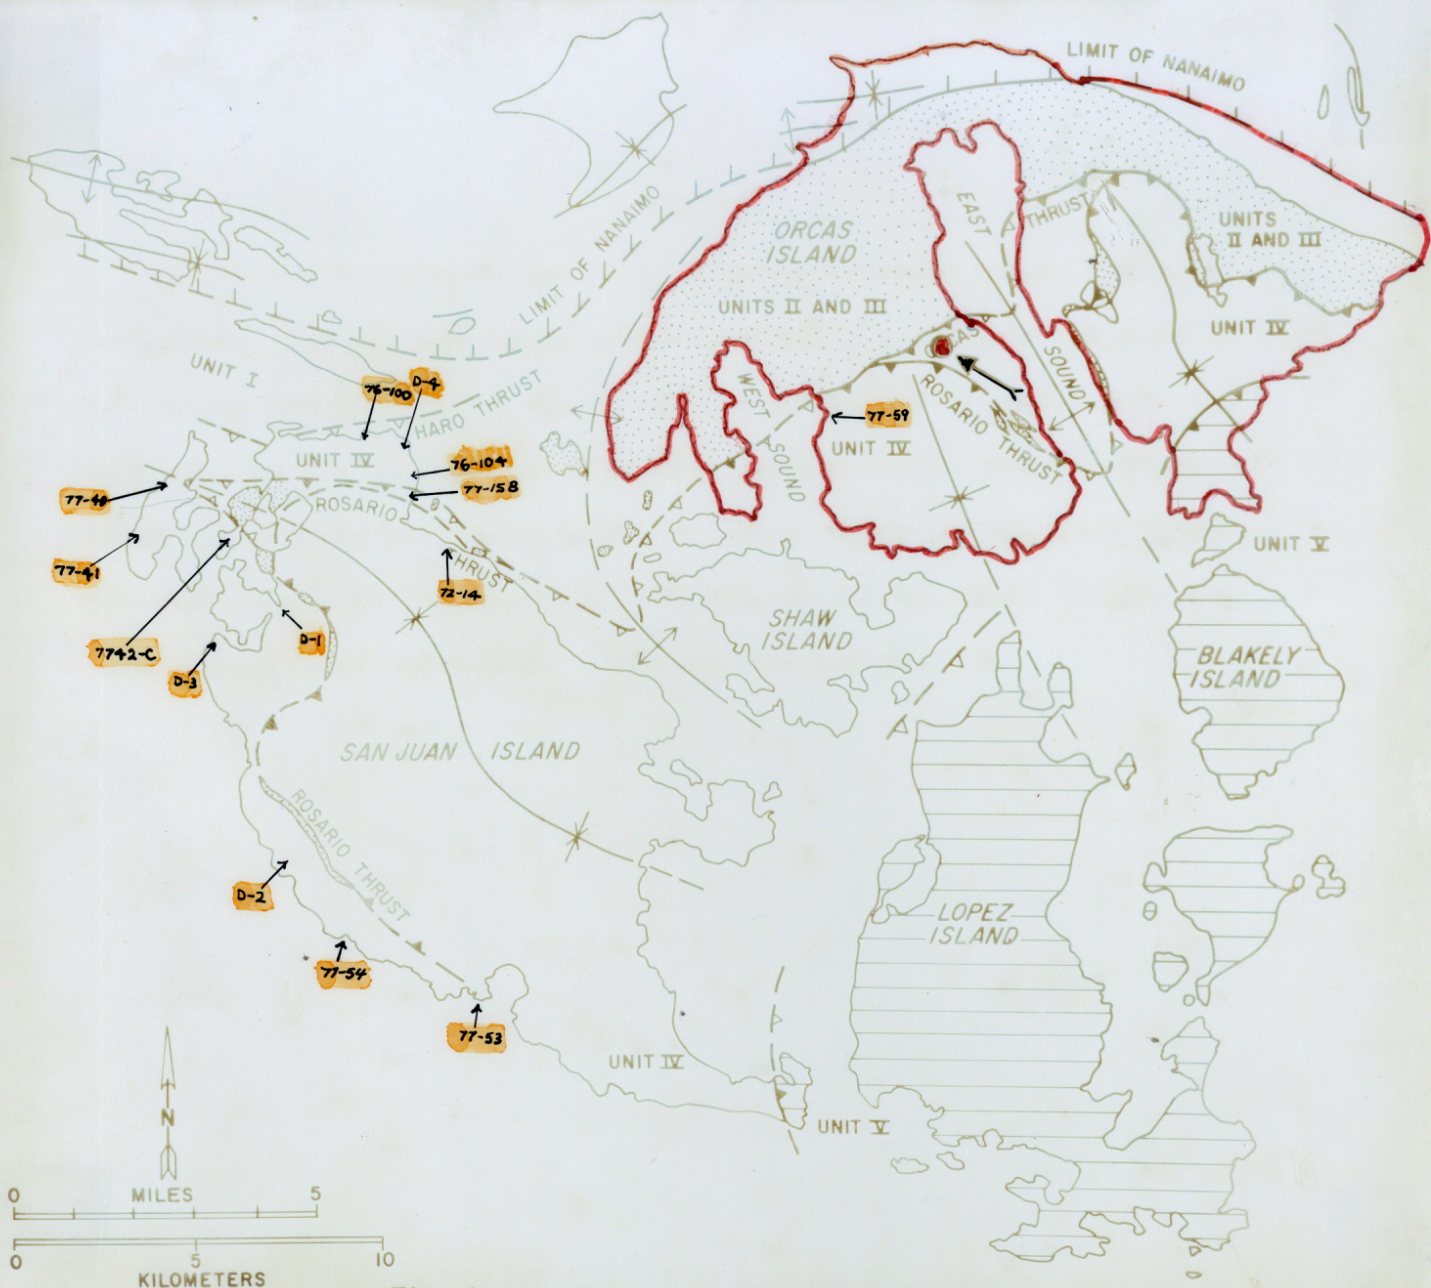 LIMIT OF NANAIMO
LIMIT OF NANAIMO
ORCAS
ISLAND
EAST
THRUST
UNITS
II AND III
UNITS II AND III
UNIT IV
ORCAS
SOUND
UNIT I
76-100
D-4
HARO THRUST
WEST
SOUND
77-59
UNIT IV
ROSARIO
THRUST
UNIT IV
76-104
77-40
77-15B
ROSARIO
THRUST
77-41
72-14
UNIT V
7742-C
D-1
D-3
SHAW
ISLAND
BLAKELY
ISLAND
SAN JUAN ISLAND
ROSARIO THRUST
D-2
LOPEZ
ISLAND
77-54
77-53
UNIT IV
N
UNIT V
0 MILES 5
0 5 10
KILOMETERS